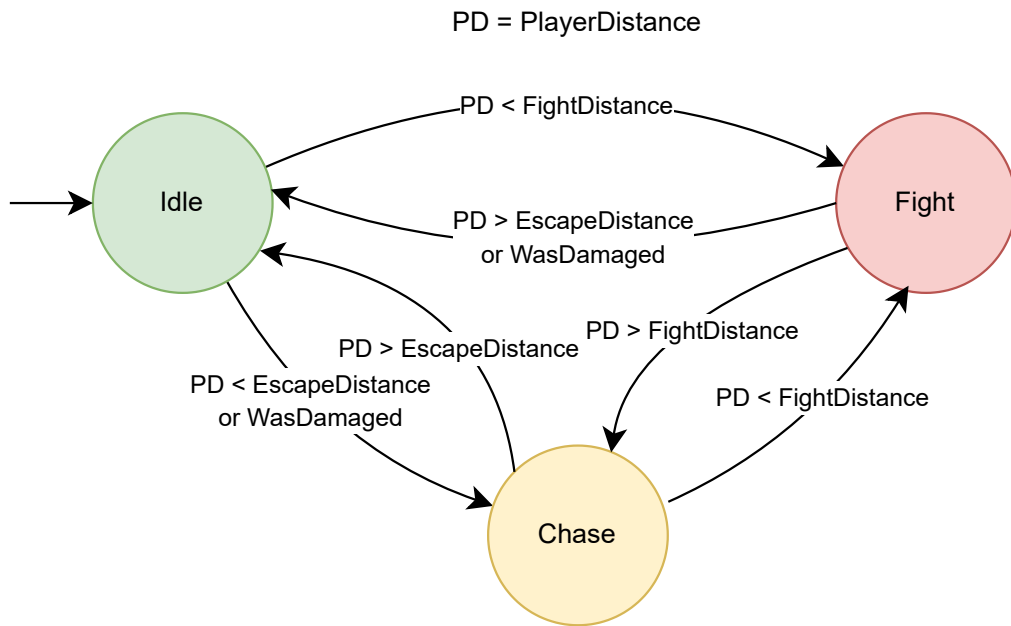 PD = PlayerDistance
PD < FightDistance
Idle
Fight
PD > EscapeDistance
or WasDamaged
PD > FightDistance
PD > EscapeDistance
PD < EscapeDistance
or WasDamaged
PD < FightDistance
Chase